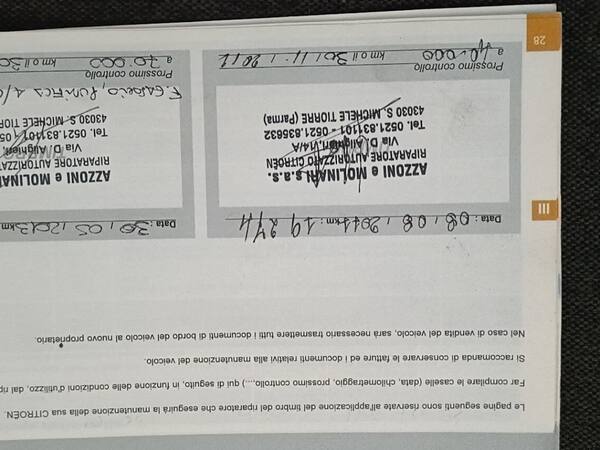 Le pagine seguenti sono riservate all'applicazione del timbro del riparatore che eseguirà la manutenzione della sua CITROËN.
Far compilare le caselle (data, chilometraggio, prossimo controllo,...) qui di seguito, in funzione delle condizioni d'utilizzo, dal
Si raccomanda di conservare le fatture ed i documenti relativi alla manutenzione del veicolo.
Nel caso di vendita del veicolo, sarà necessario trasmettere tutti i documenti di bordo del veicolo al nuovo proprietario.
III
Data: 08, 08, 2011 km: 19 274
AZZONI e MOLINARI s.a.s.
RIPARATORE AUTORIZZATO CITROËN
Via D. Alighieri, 14/A
Tel. 0521.831101 - 0521.835632
43030 S. MICHELE TIORRE (Parma)
Prossimo controllo
a 40.000 km o il 30, 11, 2012
Data: 30, 05, 2013 km
AZZONI e MOLINA
RIPARATORE AUTORIZZAT
Via D. Alighieri,
Tel. 0521.831101
43030 S. MICHELE TIOR
Prossimo controllo
a 70.000 km o il 30
28